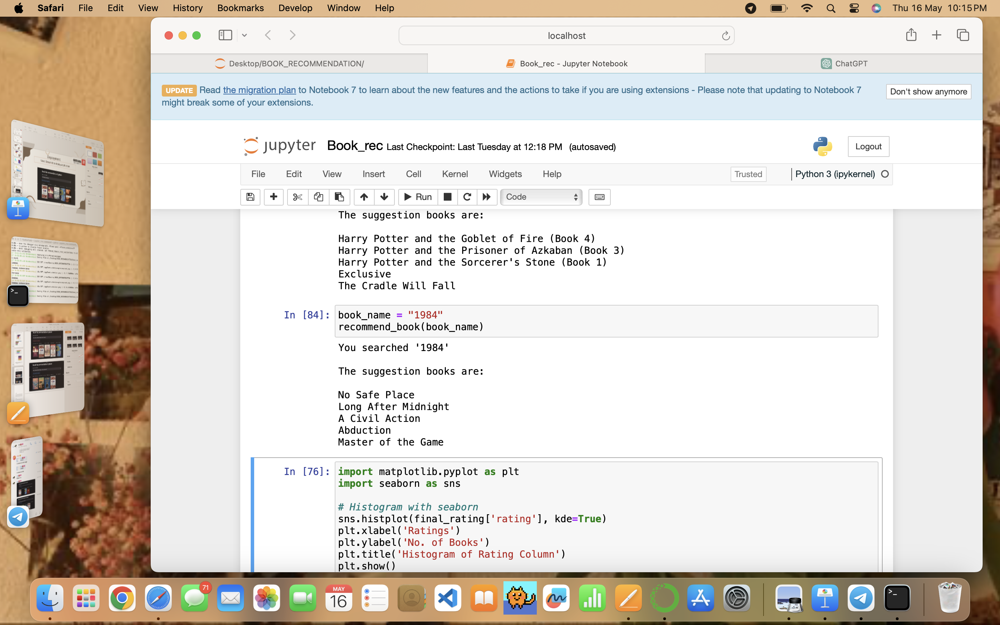 Safari File Edit View History Bookmarks Develop Window Help Thu 16 May 10:15 PM
localhost
Desktop/BOOK_RECOMMENDATION/
Book_rec - Jupyter Notebook
ChatGPT
UPDATE Read the migration plan to Notebook 7 to learn about the new features and the actions to take if you are using extensions - Please note that updating to Notebook 7
might break some of your extensions.
Don't show anymore
jupyter Book_rec Last Checkpoint: Last Tuesday at 12:18 PM (autosaved)
Logout
File Edit View Insert Cell Kernel Widgets Help Trusted Python 3 (ipykernel)
Run Code
The suggestion books are:
Harry Potter and the Goblet of Fire (Book 4)
Harry Potter and the Prisoner of Azkaban (Book 3)
Harry Potter and the Sorcerer's Stone (Book 1)
Exclusive
The Cradle Will Fall
In [84]: book_name = "1984"
recommend_book(book_name)
You searched '1984'
The suggestion books are:
No Safe Place
Long After Midnight
A Civil Action
Abduction
Master of the Game
In [76]: import matplotlib.pyplot as plt
import seaborn as sns
# Histogram with seaborn
sns.histplot(final_rating['rating'], kde=True)
plt.xlabel('Ratings')
plt.ylabel('No. of Books')
plt.title('Histogram of Rating Column')
plt.show()
Deployment
71
MAY
16